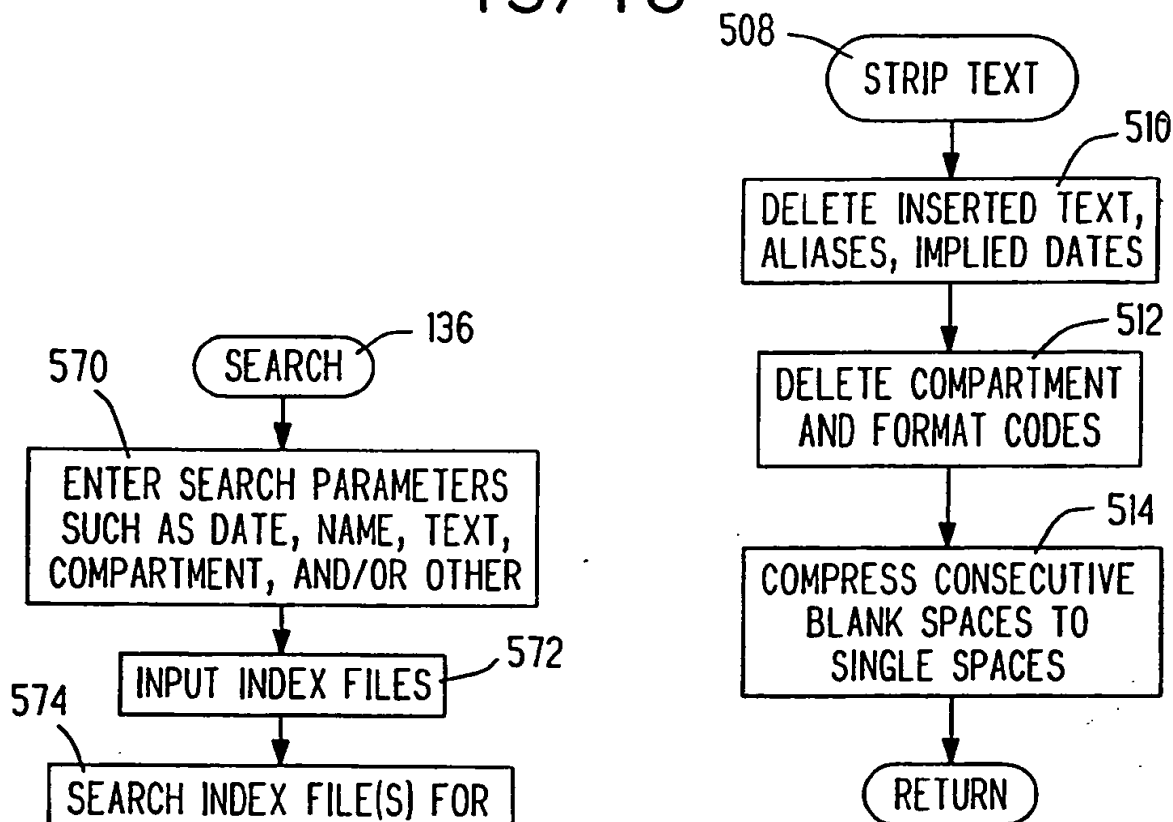 508
STRIP TEXT
510
DELETE INSERTED TEXT,
ALIASES, IMPLIED DATES
512
DELETE COMPARTMENT
AND FORMAT CODES
514
COMPRESS CONSECUTIVE
BLANK SPACES TO
SINGLE SPACES
RETURN
136
SEARCH
570
ENTER SEARCH PARAMETERS
SUCH AS DATE, NAME, TEXT,
COMPARTMENT, AND/OR OTHER
572
INPUT INDEX FILES
574
SEARCH INDEX FILE(S) FOR